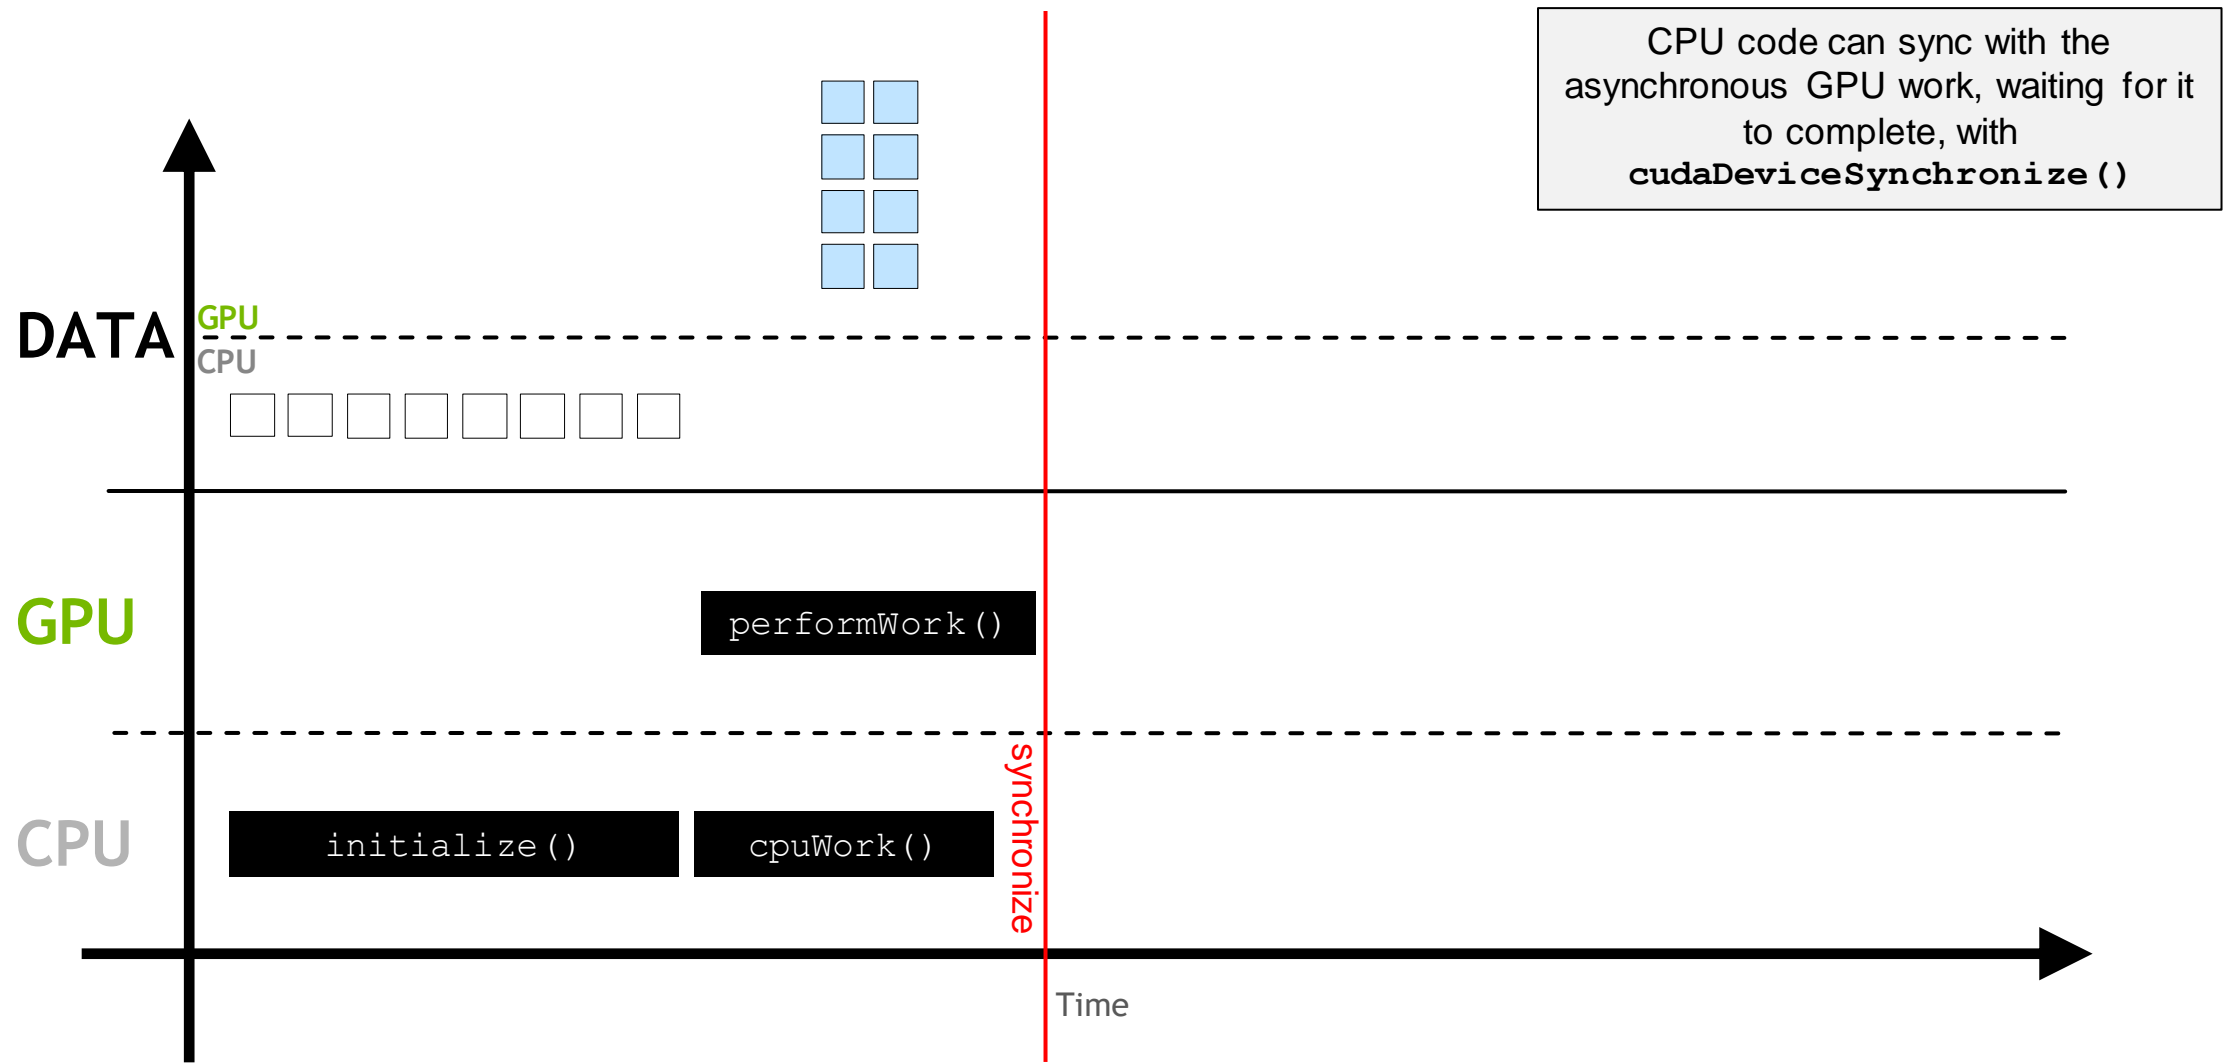 CPU code can sync with the
asynchronous GPU work, waiting for it
to complete, with
cudaDeviceSynchronize()
DATA
GPU
CPU
GPU
performWork()
CPU
initialize()
cpuWork()
synchronize
Time